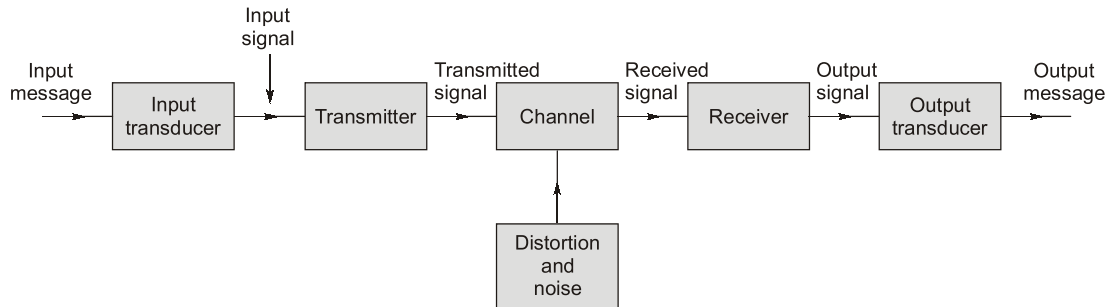 Input
signal
Input
message
Input
transducer
Transmitter
Transmitted
signal
Channel
Received
signal
Receiver
Output
signal
Output
transducer
Output
message
Distortion
and
noise